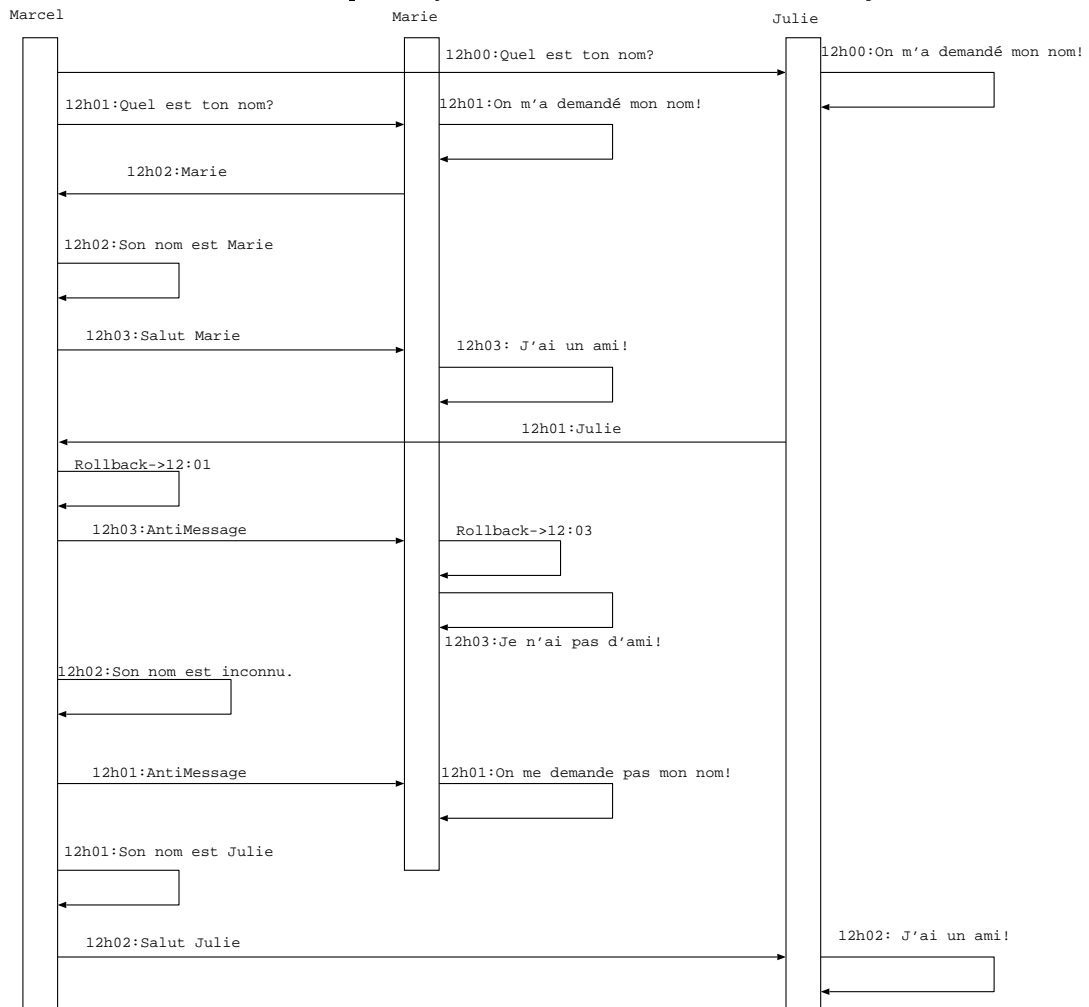 Marcel
Marie
Julie
12h00:Quel est ton nom?
12h00:On m'a demandé mon nom!
12h01:Quel est ton nom?
12h01:On m'a demandé mon nom!
12h02:Marie
12h02:Son nom est Marie
12h03:Salut Marie
12h03: J'ai un ami!
12h01:Julie
Rollback->12:01
12h03:AntiMessage
Rollback->12:03
12h03:Je n'ai pas d'ami!
12h02:Son nom est inconnu.
12h01:AntiMessage
12h01:On me demande pas mon nom!
12h01:Son nom est Julie
12h02:Salut Julie
12h02: J'ai un ami!